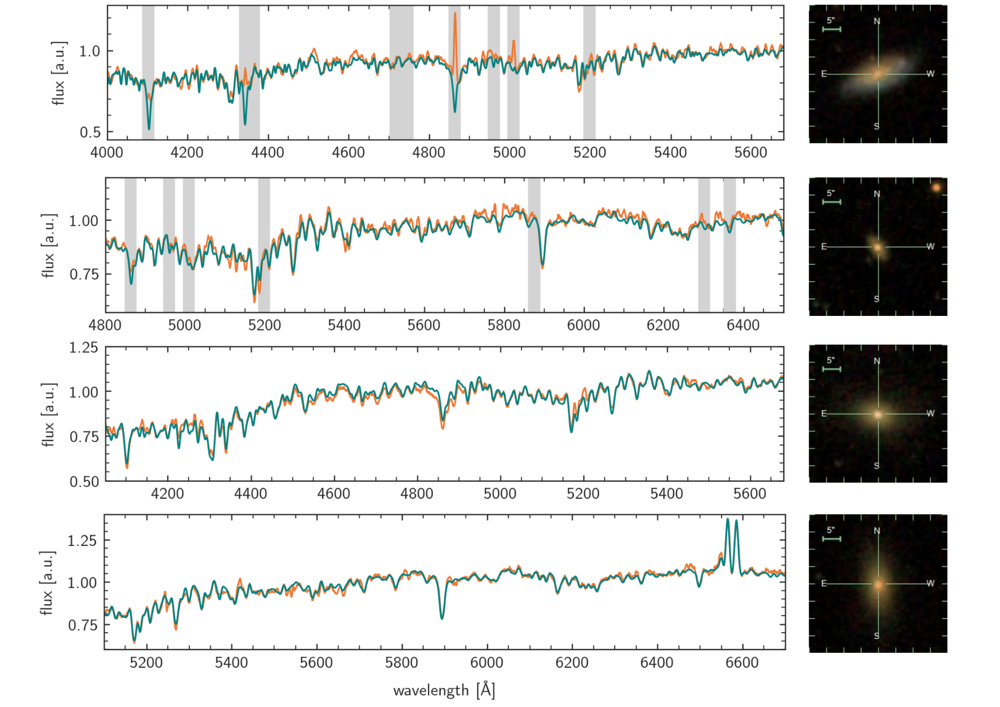 flux [a.u.]
1.0
0.5
4000 4200 4400 4600 4800 5000 5200 5400 5600
5"
N
E W
S
flux [a.u.]
1.00
0.75
4800 5000 5200 5400 5600 5800 6000 6200 6400
5"
N
E W
S
flux [a.u.]
1.25
1.00
0.75
0.50
4200 4400 4600 4800 5000 5200 5400 5600
5"
N
E W
S
flux [a.u.]
1.25
1.00
0.75
5200 5400 5600 5800 6000 6200 6400 6600
5"
N
E W
S
wavelength [Å]